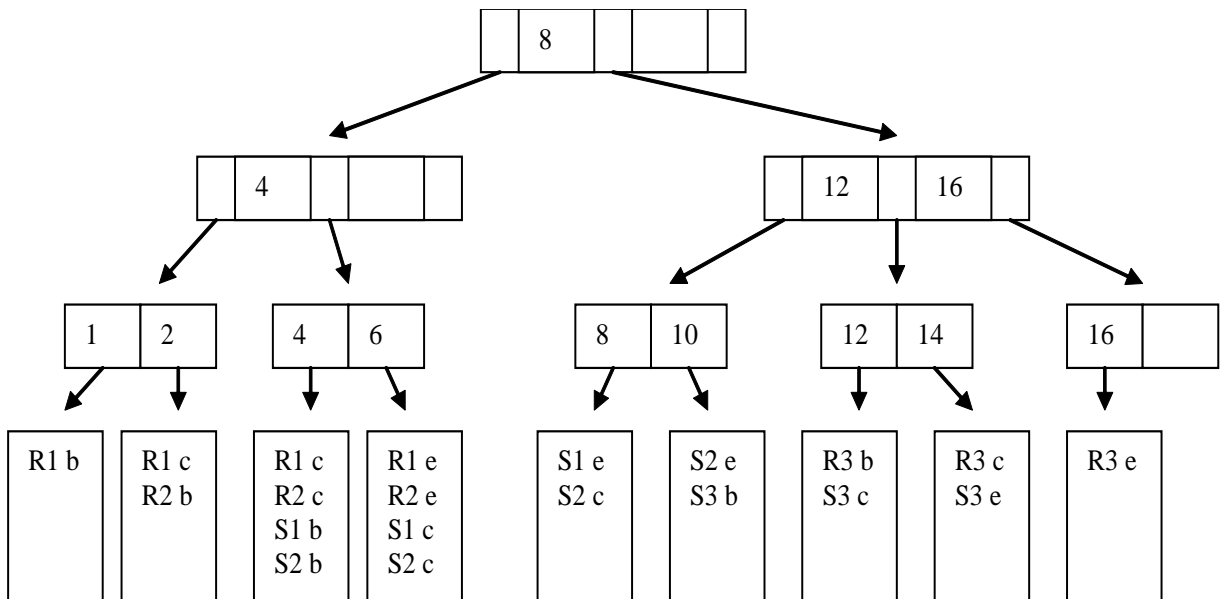 8
4
12 16
1 2
4 6
8 10
12 14
16
R1 b
R1 c
R2 b
R1 c
R2 c
S1 b
S2 b
R1 e
R2 e
S1 c
S2 c
S1 e
S2 c
S2 e
S3 b
R3 b
S3 c
R3 c
S3 e
R3 e